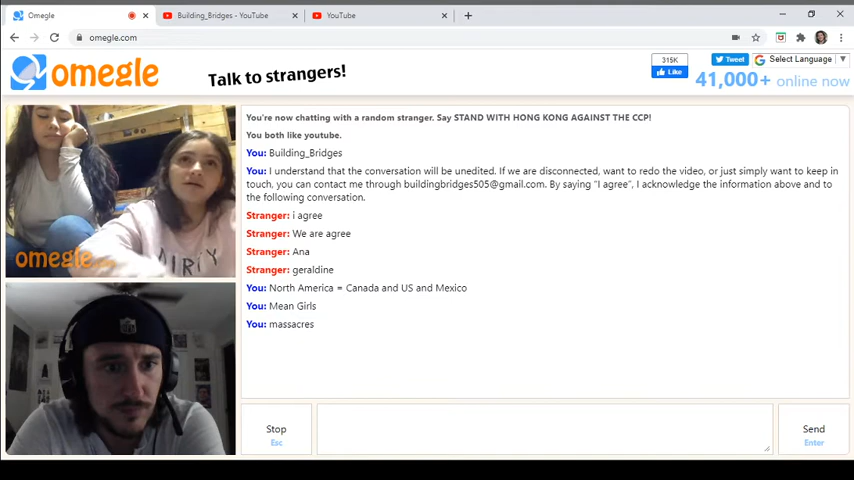 Omegle
Building_Bridges - YouTube
YouTube
omegle.com
omegle
Talk to strangers!
315K
Like
Tweet
G Select Language
41,000+ online now
You're now chatting with a random stranger. Say STAND WITH HONG KONG AGAINST THE CCP!
You both like youtube.
You: Building_Bridges
You: I understand that the conversation will be unedited. If we are disconnected, want to redo the video, or just simply want to keep in
touch, you can contact me through buildingbridges505@gmail.com. By saying "I agree", I acknowledge the information above and to
the following conversation.
Stranger: i agree
Stranger: We are agree
Stranger: Ana
Stranger: geraldine
You: North America = Canada and US and Mexico
You: Mean Girls
You: massacres
omegle
DIRTY
NFL
Stop
Esc
Send
Enter